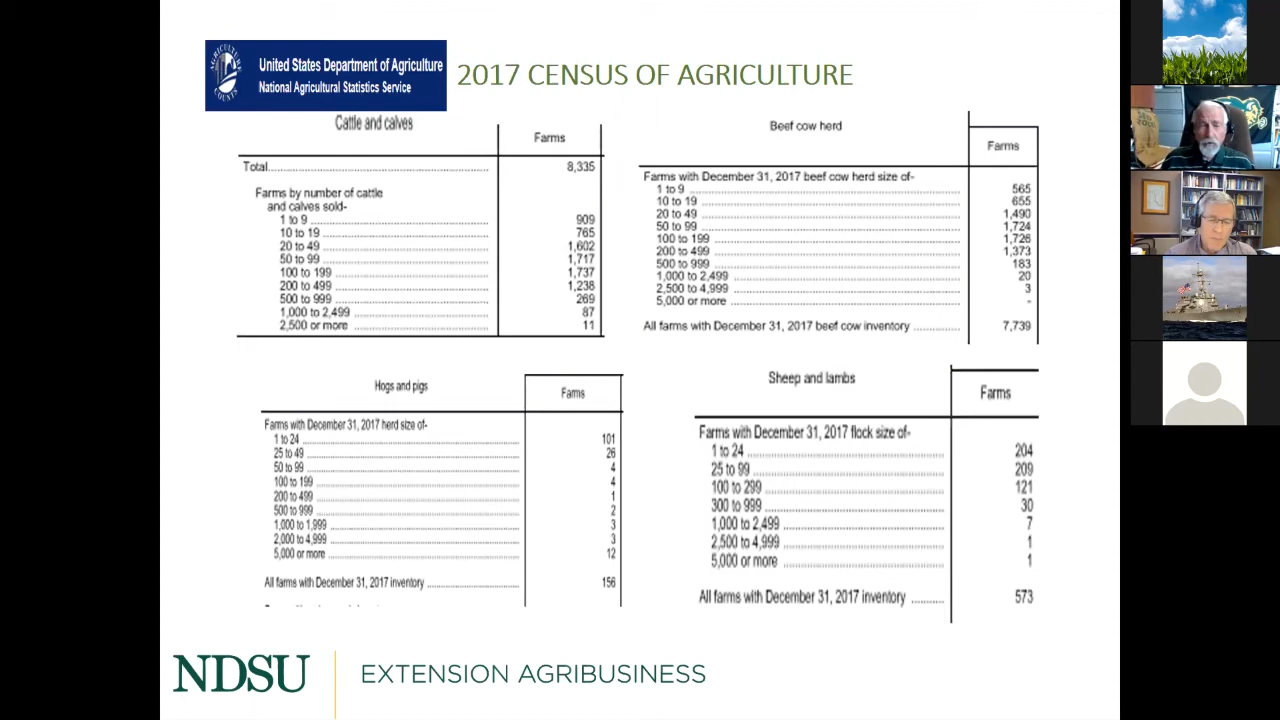 United States Department of Agriculture
National Agricultural Statistics Service
AGRICULTURE COUNTS
2017 CENSUS OF AGRICULTURE
Cattle and calves
Farms
Total 8,335
Farms by number of cattle
and calves sold-
1 to 9 909
10 to 19 765
20 to 49 1,602
50 to 99 1,717
100 to 199 1,737
200 to 499 1,238
500 to 999 269
1,000 to 2,499 87
2,500 or more 11
Beef cow herd
Farms
Farms with December 31, 2017 beef cow herd size of-
1 to 9 565
10 to 19 655
20 to 49 1,490
50 to 99 1,724
100 to 199 1,726
200 to 499 1,373
500 to 999 183
1,000 to 2,499 20
2,500 to 4,999 3
5,000 or more -
All farms with December 31, 2017 beef cow inventory 7,739
Hogs and pigs
Farms
Farms with December 31, 2017 herd size of-
1 to 24 101
25 to 49 26
50 to 99 4
100 to 199 4
200 to 499 1
500 to 999 2
1,000 to 1,999 3
2,000 to 4,999 3
5,000 or more 12
All farms with December 31, 2017 inventory 156
Sheep and lambs
Farms
Farms with December 31, 2017 flock size of-
1 to 24 204
25 to 99 209
100 to 299 121
300 to 999 30
1,000 to 2,499 7
2,500 to 4,999 1
5,000 or more 1
All farms with December 31, 2017 inventory 573
NDSU
EXTENSION AGRIBUSINESS